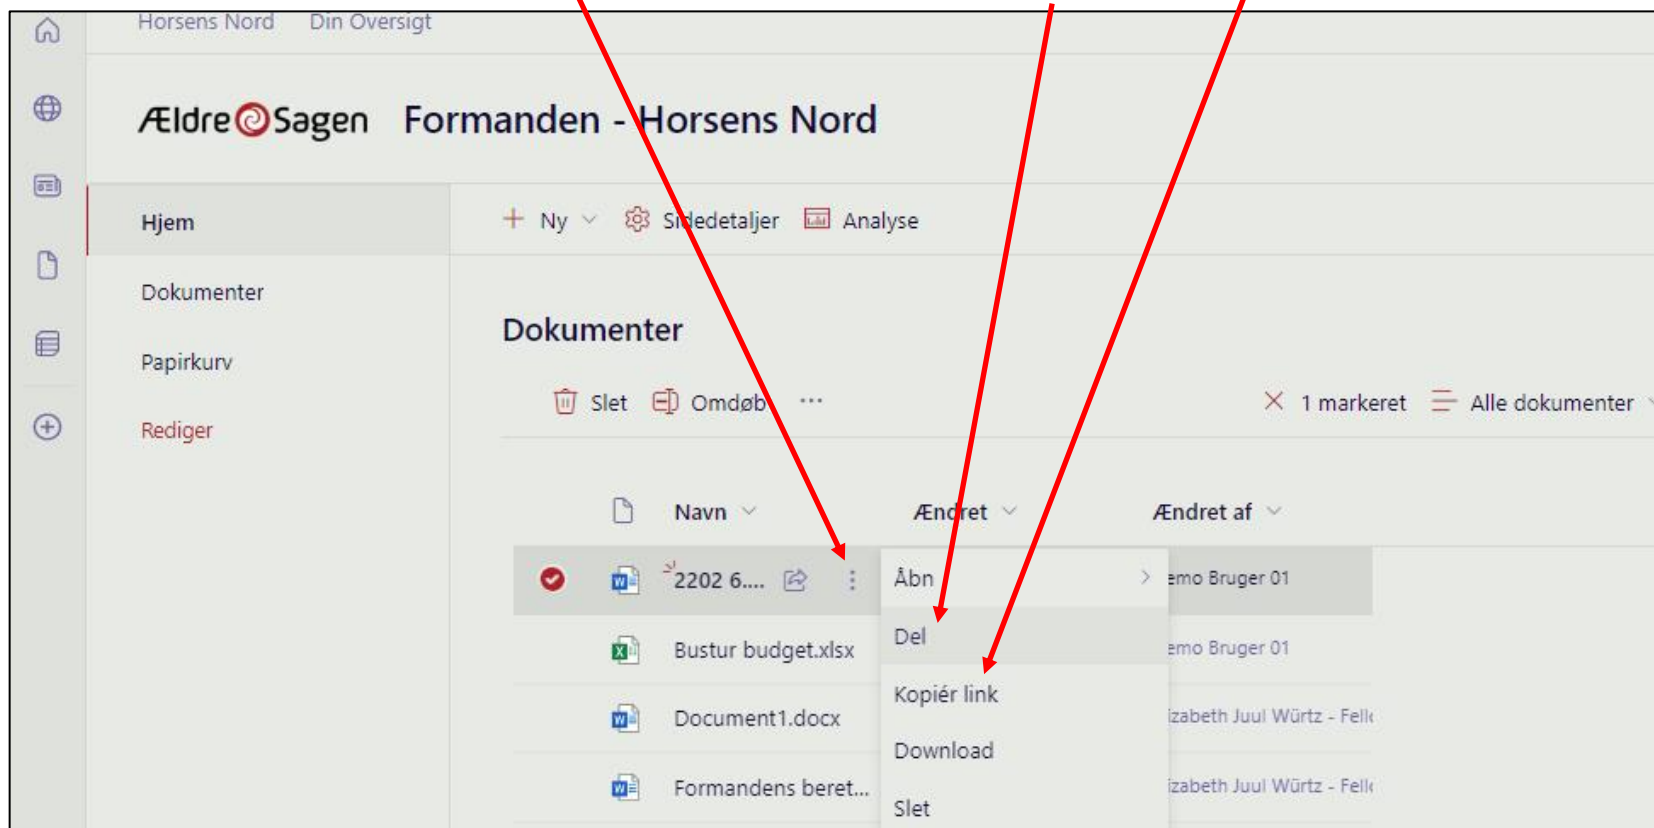 Horsens Nord Din Oversigt
ÆldreSagen Formanden - Horsens Nord
Hjem
Dokumenter
Papirkurv
Rediger
Ny Sidedetaljer Analyse
Dokumenter
Slet Omdøb ... 1 markeret Alle dokumenter
Navn Ændret Ændret af
2202 6.... emo Bruger 01
Bustur budget.xlsx emo Bruger 01
Document1.docx izabeth Juul Würtz - Fell
Formandens beret... izabeth Juul Würtz - Fell
Åbn
Del
Kopiér link
Download
Slet